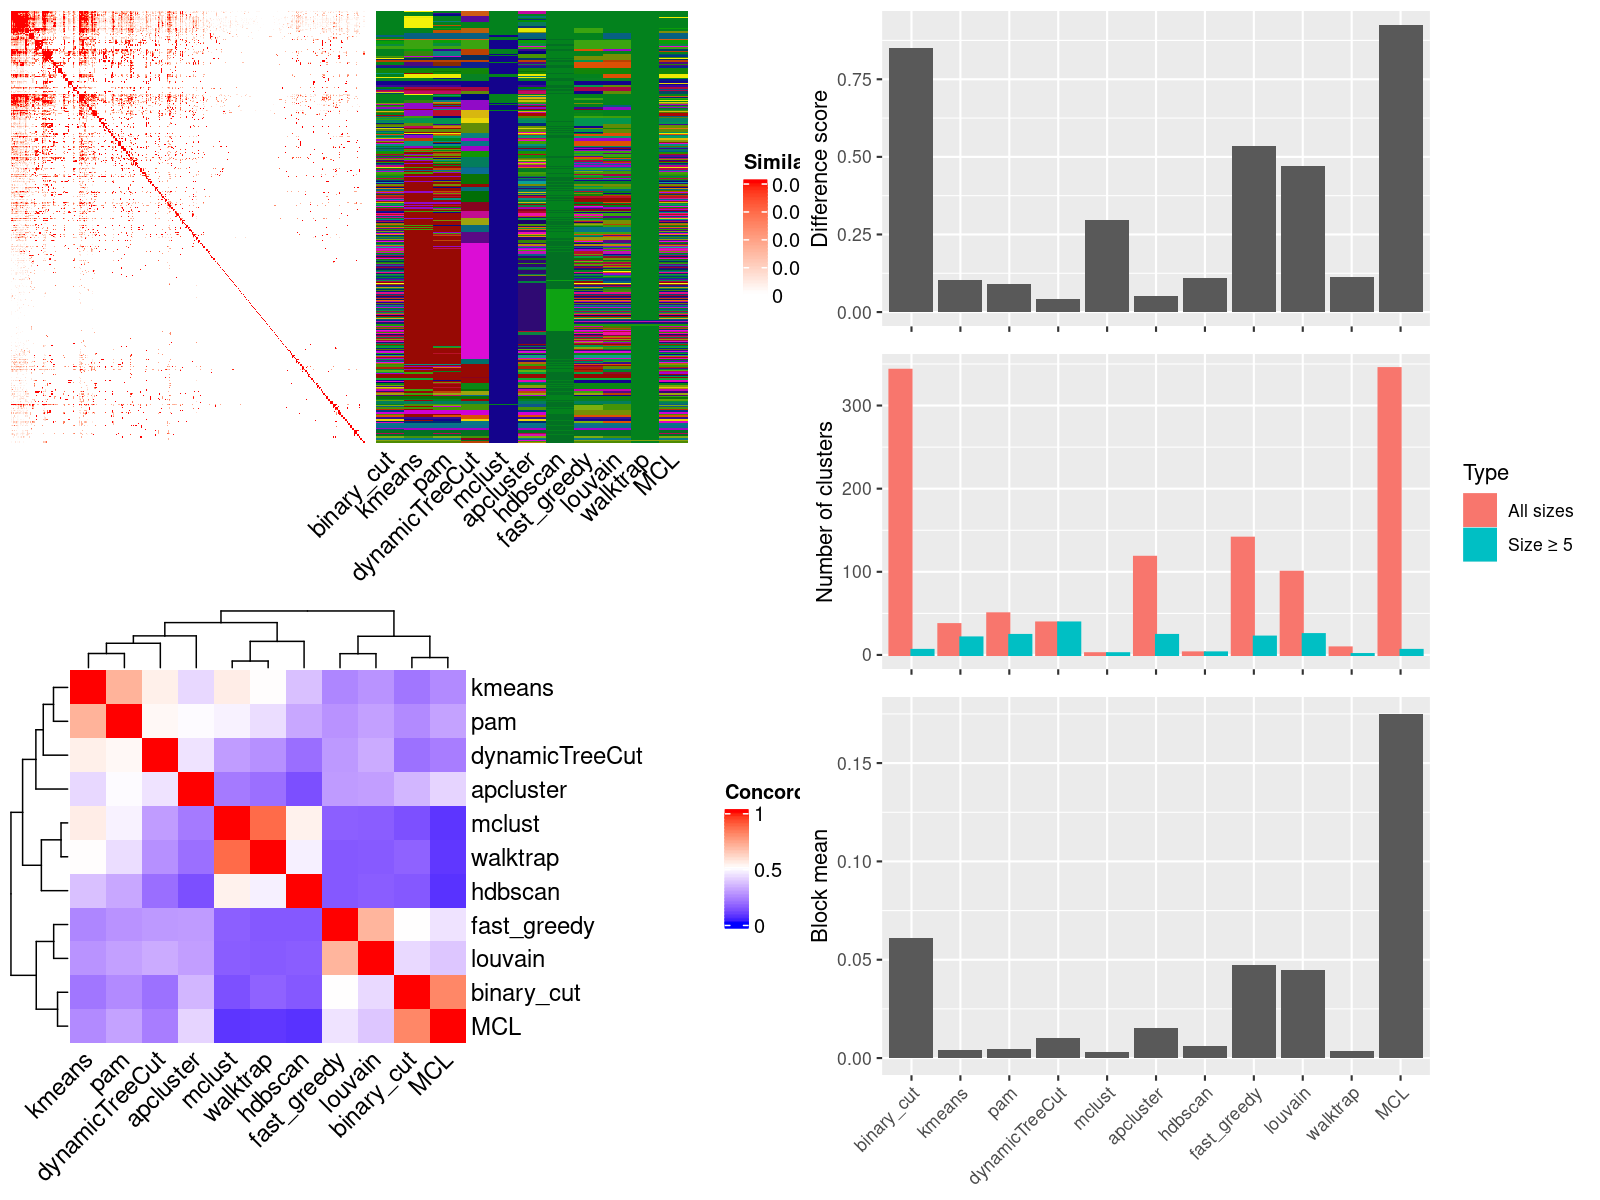 Simila
0.0
0.0
0.0
0.0
0
binary_cut
kmeans
pam
dynamicTreeCut
mclust
apcluster
hdbscan
fast_greedy
louvain
walktrap
MCL
kmeans
pam
dynamicTreeCut
apcluster
mclust
walktrap
hdbscan
fast_greedy
louvain
binary_cut
MCL
kmeans
pam
dynamicTreeCut
apcluster
mclust
walktrap
hdbscan
fast_greedy
louvain
binary_cut
MCL
Concord
1
0.5
0
Difference score
0.75
0.50
0.25
0.00
Number of clusters
300
200
100
0
Type
All sizes
Size ≥ 5
Block mean
0.15
0.10
0.05
0.00
binary_cut
kmeans
pam
dynamicTreeCut
mclust
apcluster
hdbscan
fast_greedy
louvain
walktrap
MCL